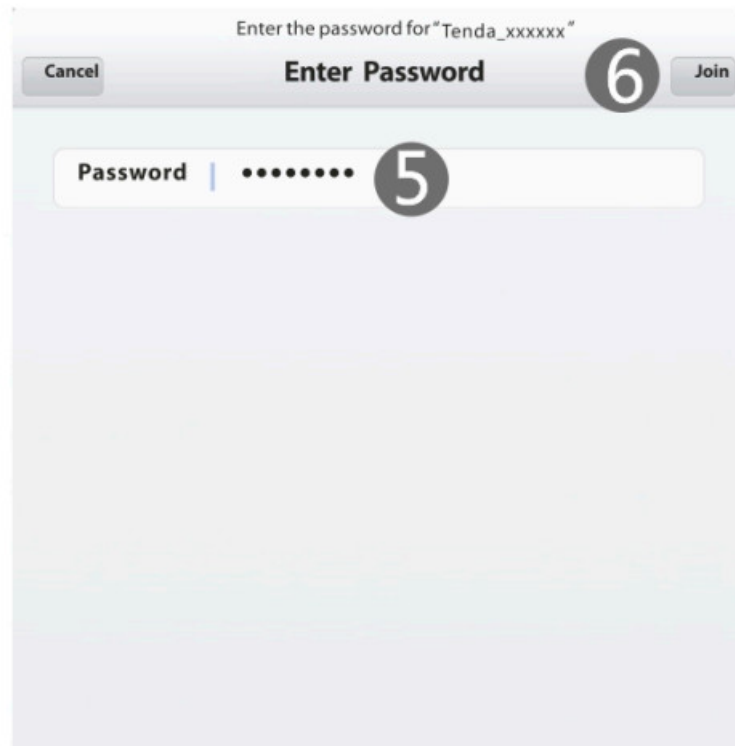 Enter the password for "Tenda_xxxxxx"
Cancel
Enter Password
6
Join
Password
••••••••
5